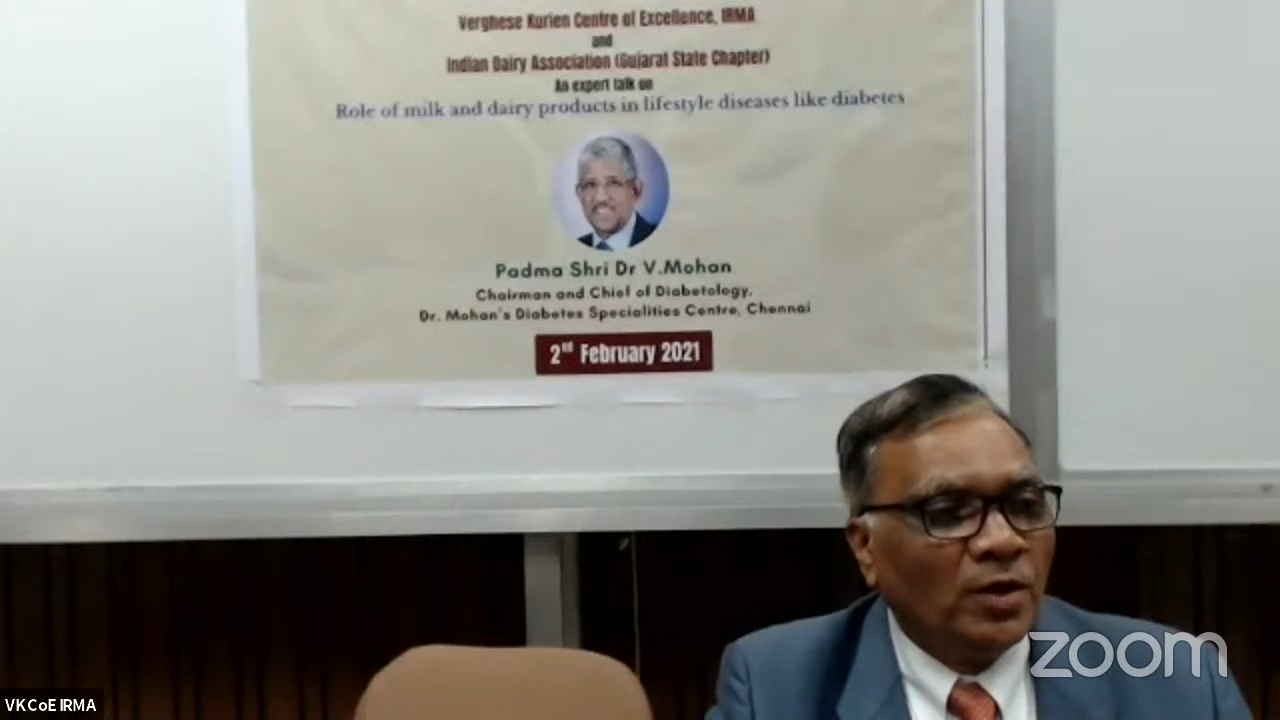 Verghese Kurien Centre of Excellence, IRMA
and
Indian Dairy Association (Gujarat State Chapter)
An expert talk on
Role of milk and dairy products in lifestyle diseases like diabetes
Padma Shri Dr V.Mohan
Chairman and Chief of Diabetology,
Dr. Mohan's Diabetes Specialities Centre, Chennai
2nd February 2021
zoom
VKCoE IRMA